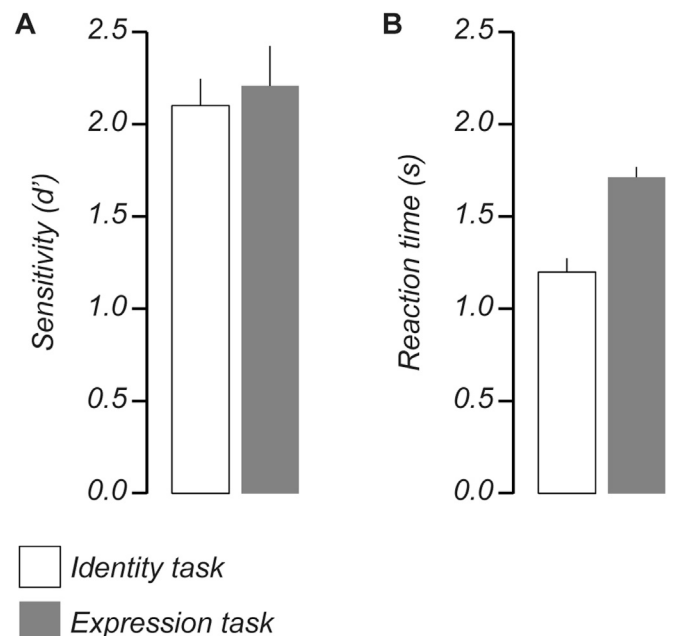 A
2.5
2.0
1.5
1.0
0.5
0.0
Sensitivity (d')
B
2.5
2.0
1.5
1.0
0.5
0.0
Reaction time (s)
Identity task
Expression task